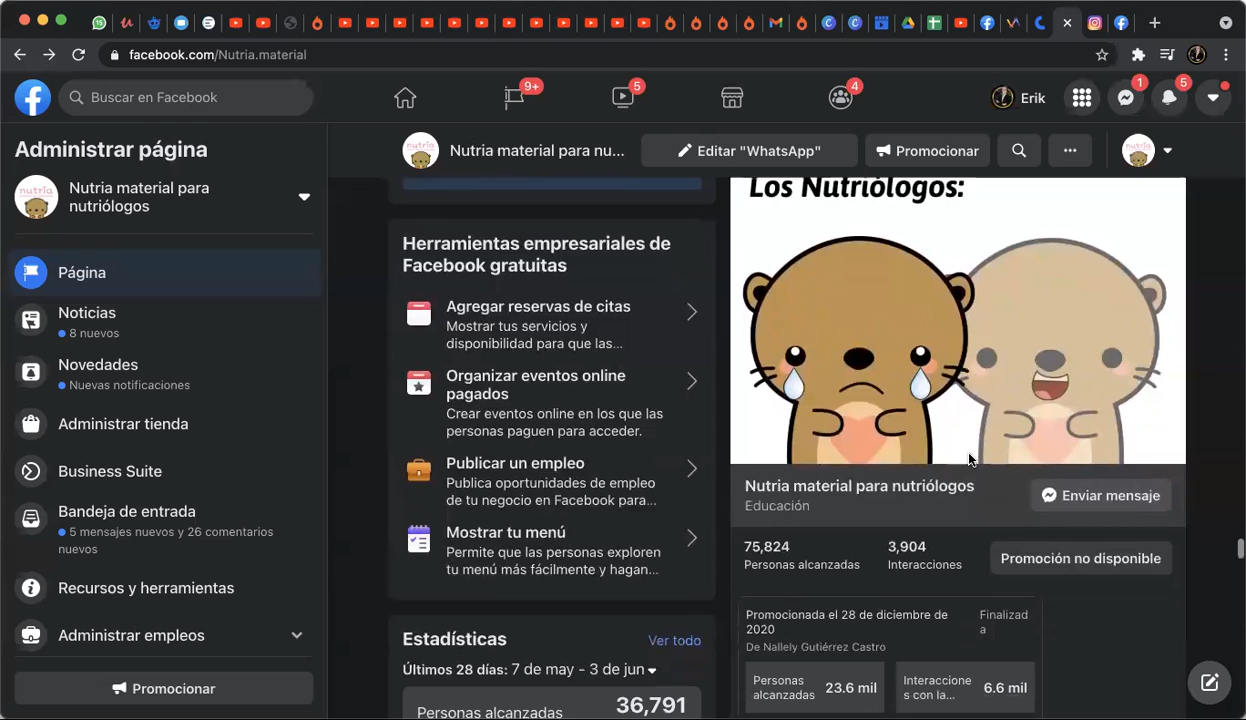 facebook.com/Nutria.material
Buscar en Facebook
9+
5
4
Erik
1
5
Administrar página
Nutria material para
nutriólogos
Página
Noticias
8 nuevos
Novedades
Nuevas notificaciones
Administrar tienda
Business Suite
Bandeja de entrada
5 mensajes nuevos y 26 comentarios
nuevos
Recursos y herramientas
Administrar empleos
Promocionar
Nutria material para nu...
Editar "WhatsApp"
Promocionar
Herramientas empresariales de
Facebook gratuitas
Agregar reservas de citas
Mostrar tus servicios y
disponibilidad para que las...
Organizar eventos online
pagados
Crear eventos online en los que las
personas paguen para acceder.
Publicar un empleo
Publica oportunidades de empleo
de tu negocio en Facebook para...
Mostrar tu menú
Permite que las personas exploren
tu menú más fácilmente y hagan...
Estadísticas
Ver todo
Últimos 28 días: 7 de may - 3 de jun
Personas alcanzadas
36,791
Los Nutriólogos:
Nutria material para nutriólogos
Educación
Enviar mensaje
75,824
Personas alcanzadas
3,904
Interacciones
Promoción no disponible
Promocionada el 28 de diciembre de
2020
De Nallely Gutiérrez Castro
Finalizad
a
Personas
alcanzadas
23.6 mil
Interaccione
s con la...
6.6 mil